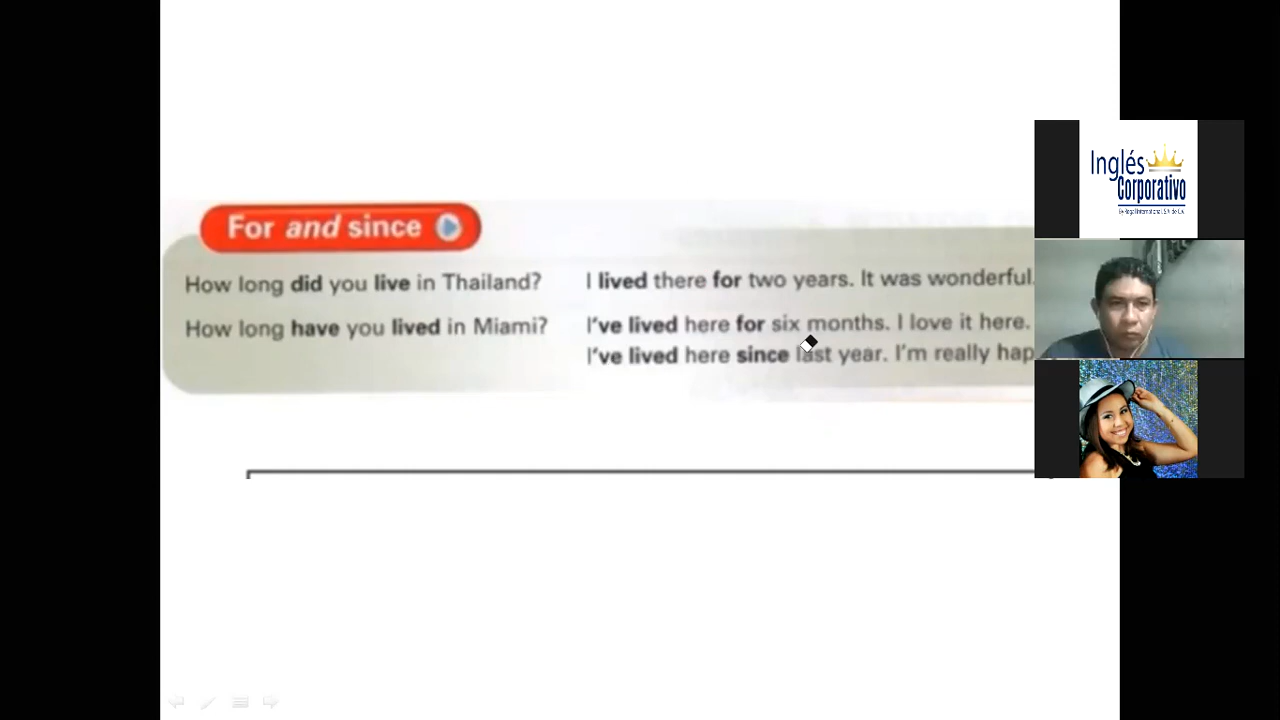 For and since
How long did you live in Thailand? I lived there for two years. It was wonderful.
How long have you lived in Miami? I've lived here for six months. I love it here.
I've lived here since last year. I'm really hap
Inglés
Corporativo